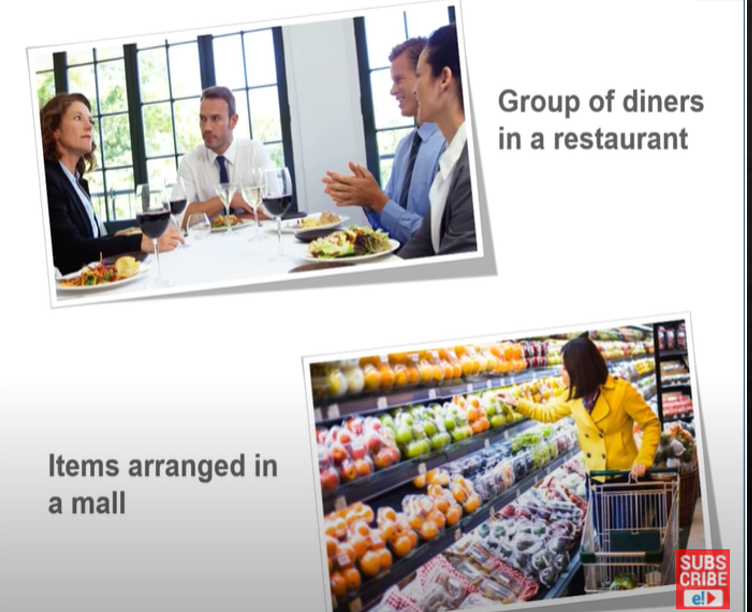 Group of diners
in a restaurant
Items arranged in
a mall
SUBS
CRIBE
e!